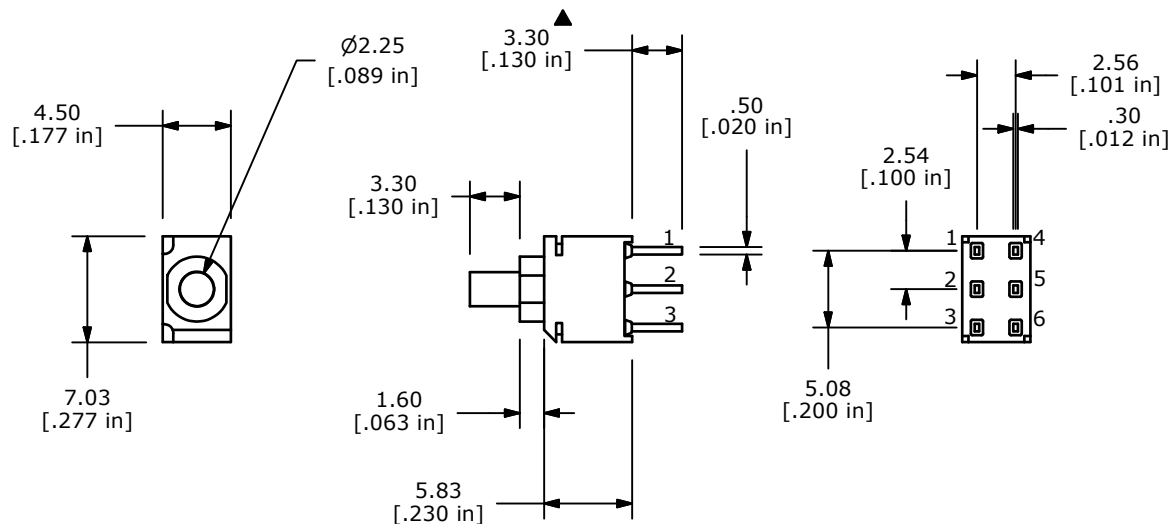 Ø2.25
[.089 in]
4.50
[.177 in]
7.03
[.277 in]
▲
3.30
[.130 in]
.50
[.020 in]
3.30
[.130 in]
1
2
3
1.60
[.063 in]
5.83
[.230 in]
2.56
[.101 in]
.30
[.012 in]
2.54
[.100 in]
1 4
2 5
3 6
5.08
[.200 in]